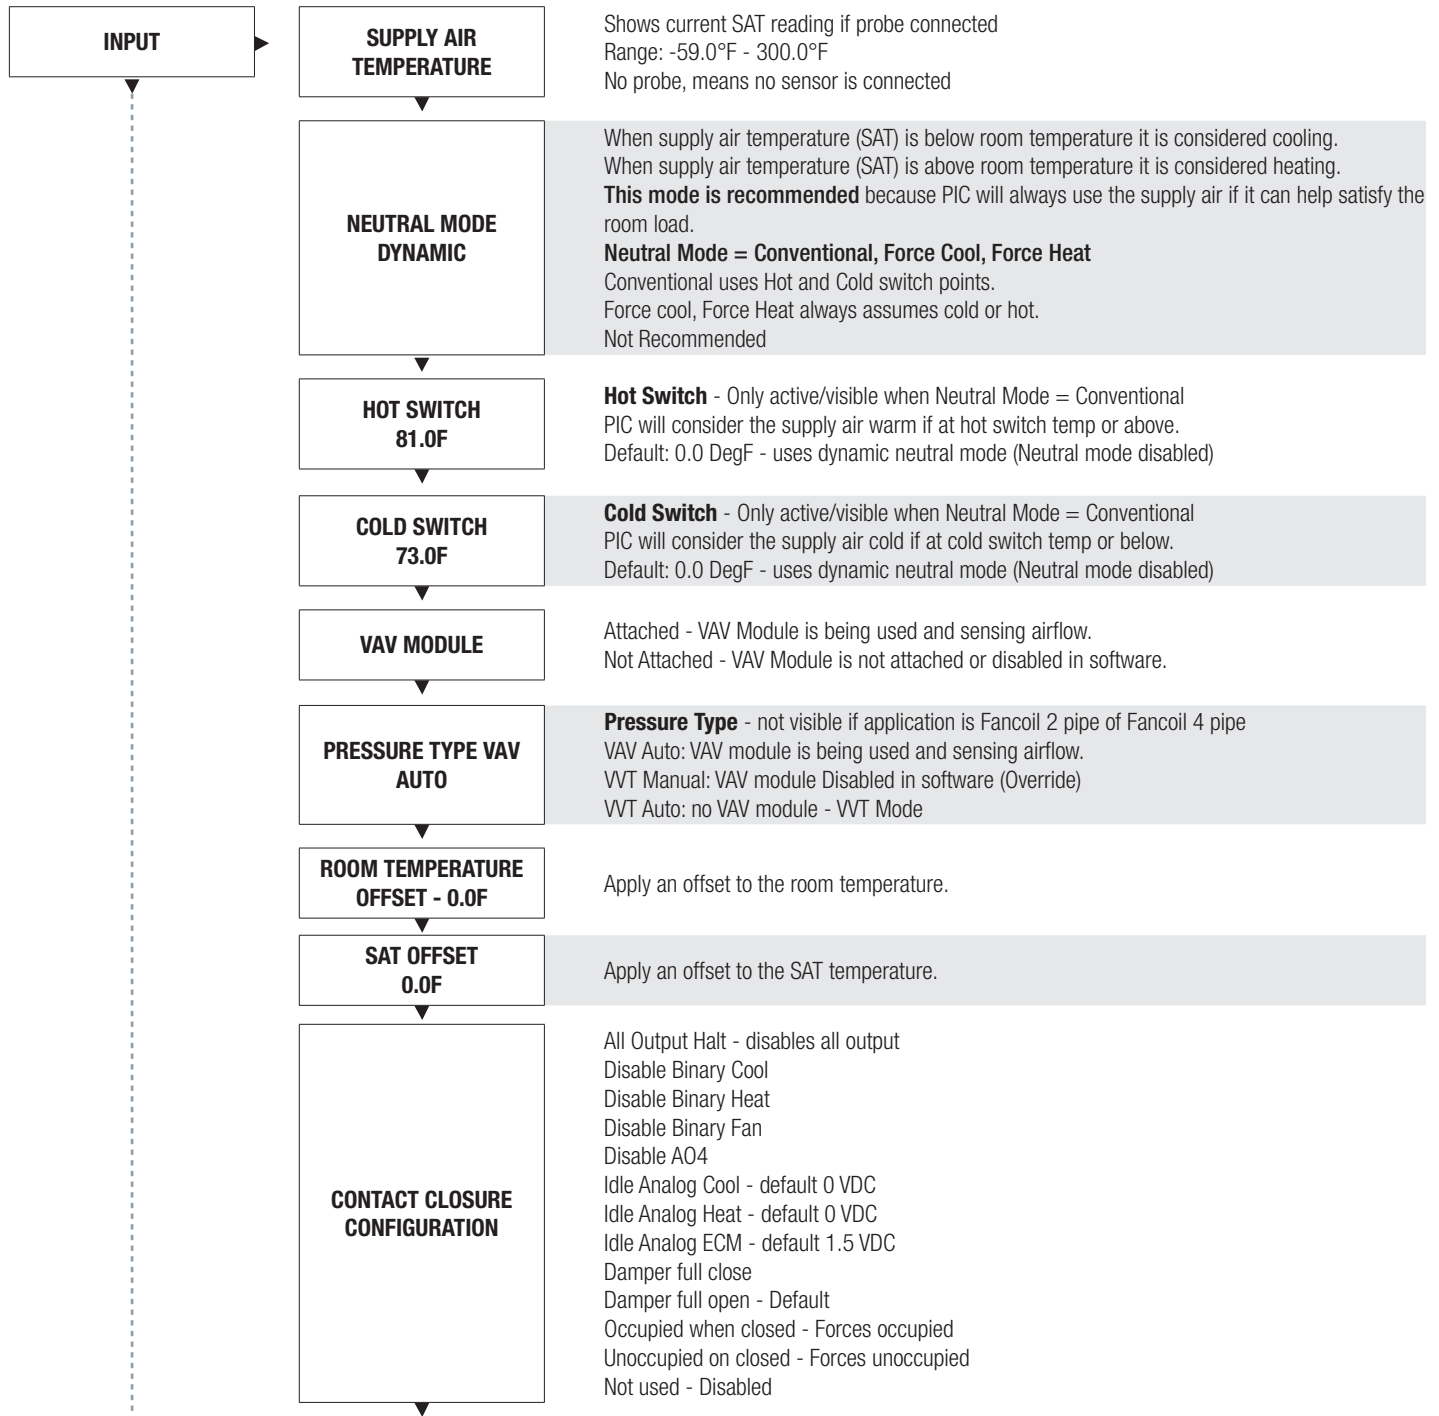 INPUT
SUPPLY AIR
TEMPERATURE
Shows current SAT reading if probe connected
Range: -59.0°F - 300.0°F
No probe, means no sensor is connected
NEUTRAL MODE
DYNAMIC
When supply air temperature (SAT) is below room temperature it is considered cooling.
When supply air temperature (SAT) is above room temperature it is considered heating.
This mode is recommended because PIC will always use the supply air if it can help satisfy the
room load.
Neutral Mode = Conventional, Force Cool, Force Heat
Conventional uses Hot and Cold switch points.
Force cool, Force Heat always assumes cold or hot.
Not Recommended
HOT SWITCH
81.0F
Hot Switch - Only active/visible when Neutral Mode = Conventional
PIC will consider the supply air warm if at hot switch temp or above.
Default: 0.0 DegF - uses dynamic neutral mode (Neutral mode disabled)
COLD SWITCH
73.0F
Cold Switch - Only active/visible when Neutral Mode = Conventional
PIC will consider the supply air cold if at cold switch temp or below.
Default: 0.0 DegF - uses dynamic neutral mode (Neutral mode disabled)
VAV MODULE
Attached - VAV Module is being used and sensing airflow.
Not Attached - VAV Module is not attached or disabled in software.
PRESSURE TYPE VAV
AUTO
Pressure Type - not visible if application is Fancoil 2 pipe of Fancoil 4 pipe
VAV Auto: VAV module is being used and sensing airflow.
VVT Manual: VAV module Disabled in software (Override)
VVT Auto: no VAV module - VVT Mode
ROOM TEMPERATURE
OFFSET - 0.0F
Apply an offset to the room temperature.
SAT OFFSET
0.0F
Apply an offset to the SAT temperature.
CONTACT CLOSURE
CONFIGURATION
All Output Halt - disables all output
Disable Binary Cool
Disable Binary Heat
Disable Binary Fan
Disable AO4
Idle Analog Cool - default 0 VDC
Idle Analog Heat - default 0 VDC
Idle Analog ECM - default 1.5 VDC
Damper full close
Damper full open - Default
Occupied when closed - Forces occupied
Unoccupied on closed - Forces unoccupied
Not used - Disabled